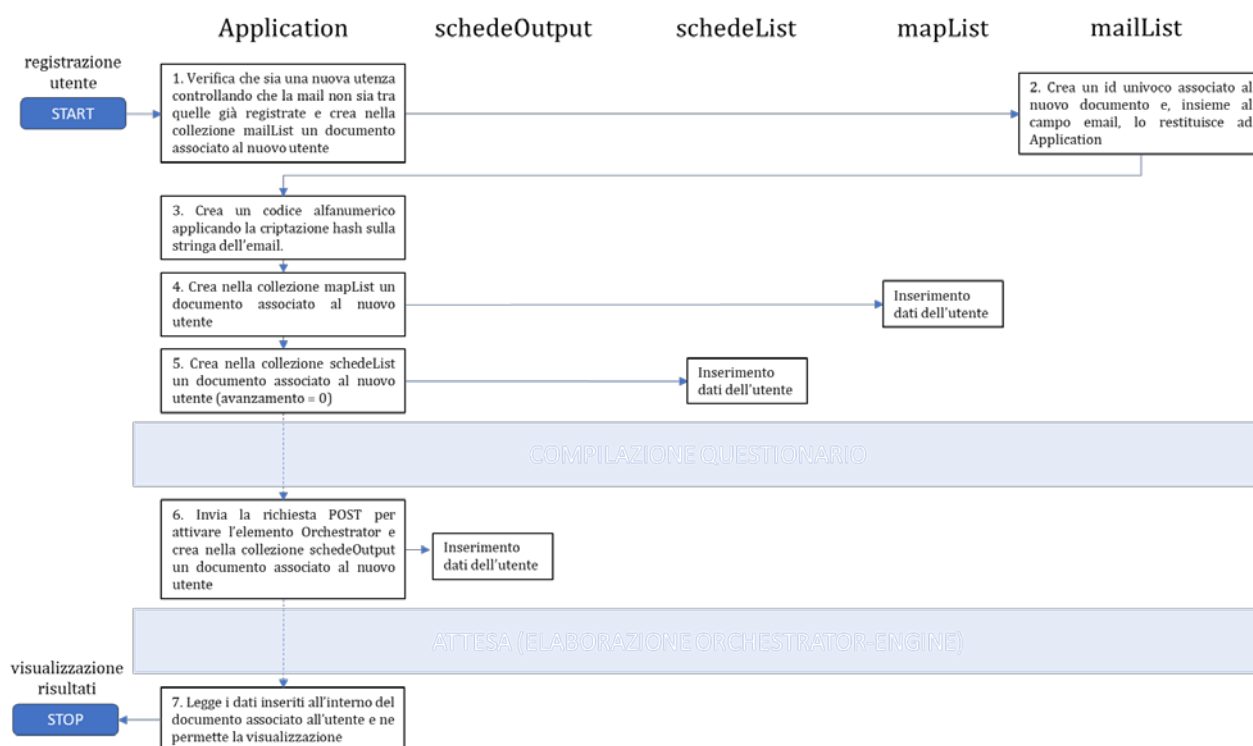 Application schedeOutput schedeList mapList mailList
registrazione
utente
START
1. Verifica che sia una nuova utenza
controllando che la mail non sia tra
quelle già registrate e crea nella
collezione mailList un documento
associato al nuovo utente
2. Crea un id univoco associato al
nuovo documento e, insieme al
campo email, lo restituisce ad
Application
3. Crea un codice alfanumerico
applicando la criptazione hash sulla
stringa dell'email.
4. Crea nella collezione mapList un
documento associato al nuovo
utente
Inserimento
dati dell'utente
5. Crea nella collezione schedeList
un documento associato al nuovo
utente (avanzamento = 0)
Inserimento
dati dell'utente
COMPILAZIONE QUESTIONARIO
6. Invia la richiesta POST per
attivare l'elemento Orchestrator e
crea nella collezione schedeOutput
un documento associato al nuovo
utente
Inserimento
dati dell'utente
ATTESA (ELABORAZIONE ORCHESTRATOR-ENGINE)
visualizzazione
risultati
STOP
7. Legge i dati inseriti all'interno del
documento associato all'utente e ne
permette la visualizzazione